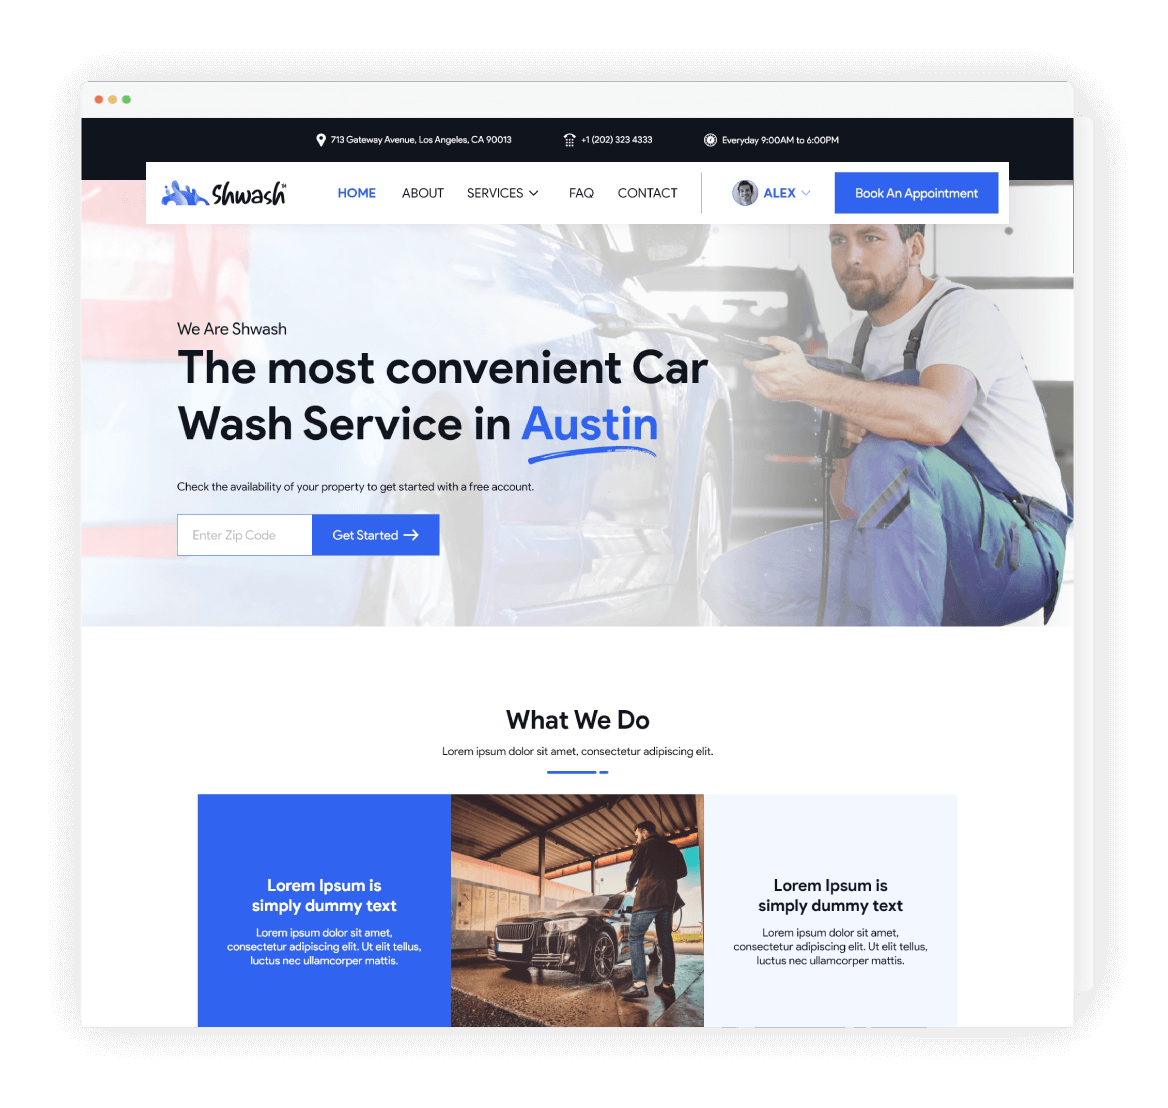 713 Gateway Avenue, Los Angeles, CA 90013
+1 (202) 323 4333
Everyday 9:00AM to 6:00PM
Shwash
HOME
ABOUT
SERVICES
FAQ
CONTACT
ALEX
Book An Appointment
We Are Shwash
The most convenient Car
Wash Service in Austin
Check the availability of your property to get started with a free account.
Enter Zip Code
Get Started
What We Do
Lorem ipsum dolor sit amet, consectetur adipiscing elit.
Lorem Ipsum is
simply dummy text
Lorem ipsum dolor sit amet,
consectetur adipiscing elit. Ut elit tellus,
luctus nec ullamcorper mattis.
Lorem Ipsum is
simply dummy text
Lorem ipsum dolor sit amet,
consectetur adipiscing elit. Ut elit tellus,
luctus nec ullamcorper mattis.